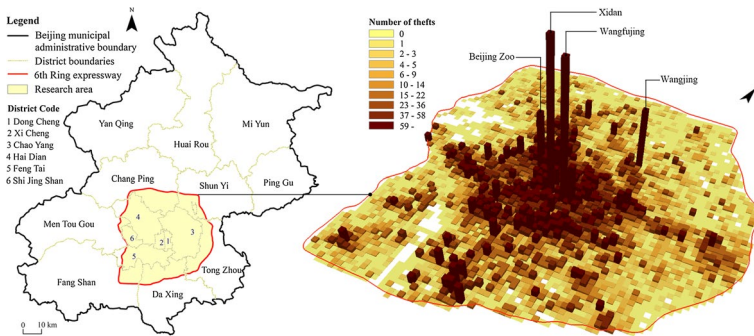 Legend
Beijing municipal
administrative boundary
District boundaries
6th Ring expressway
Research area
District Code
1 Dong Cheng
2 Xi Cheng
3 Chao Yang
4 Hai Dian
5 Feng Tai
6 Shi Jing Shan
N
Yan Qing
Mi Yun
Huai Rou
Chang Ping
Shun Yi
Ping Gu
Men Tou Gou
4
3
6
2
1
5
Tong Zhou
Fang Shan
Da Xing
0 10 km
Number of thefts
0
1
2 - 3
4 - 5
6 - 9
10 - 14
15 - 22
23 - 36
37 - 58
59 -
Xidan
Wangfujing
Beijing Zoo
Wangjing